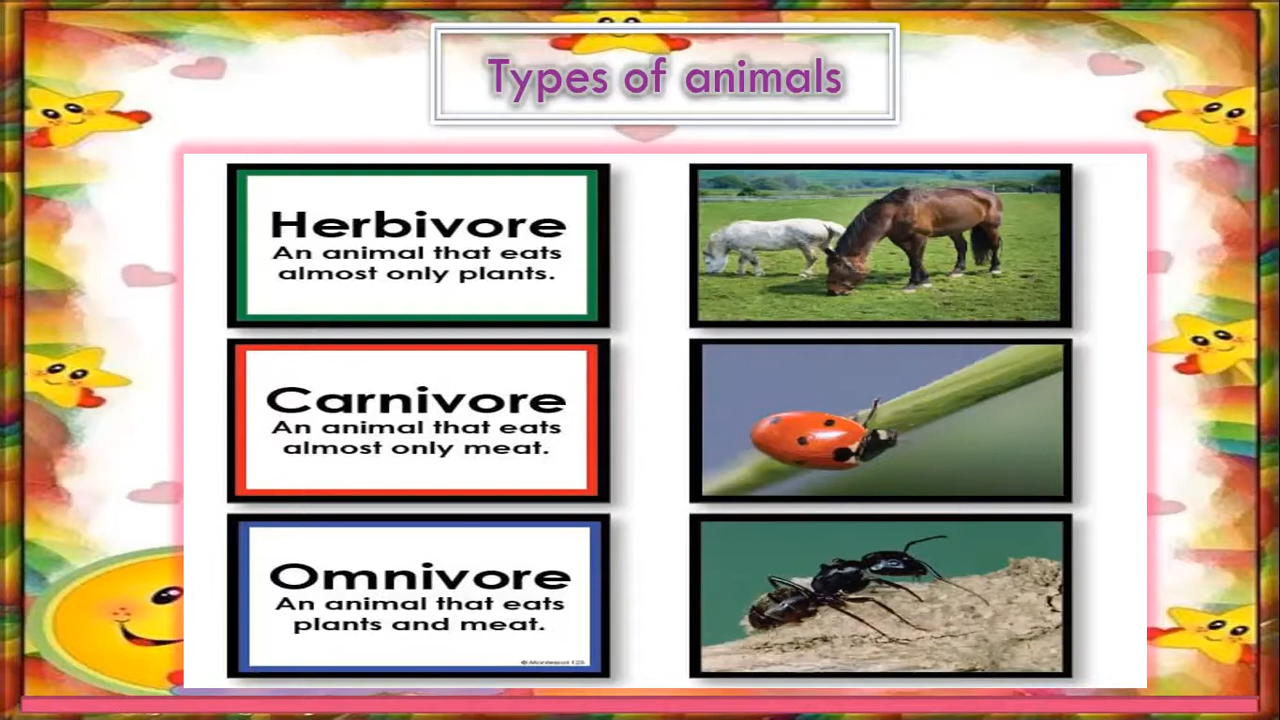 Types of animals
Herbivore
An animal that eats
almost only plants.
Carnivore
An animal that eats
almost only meat.
Omnivore
An animal that eats
plants and meat.